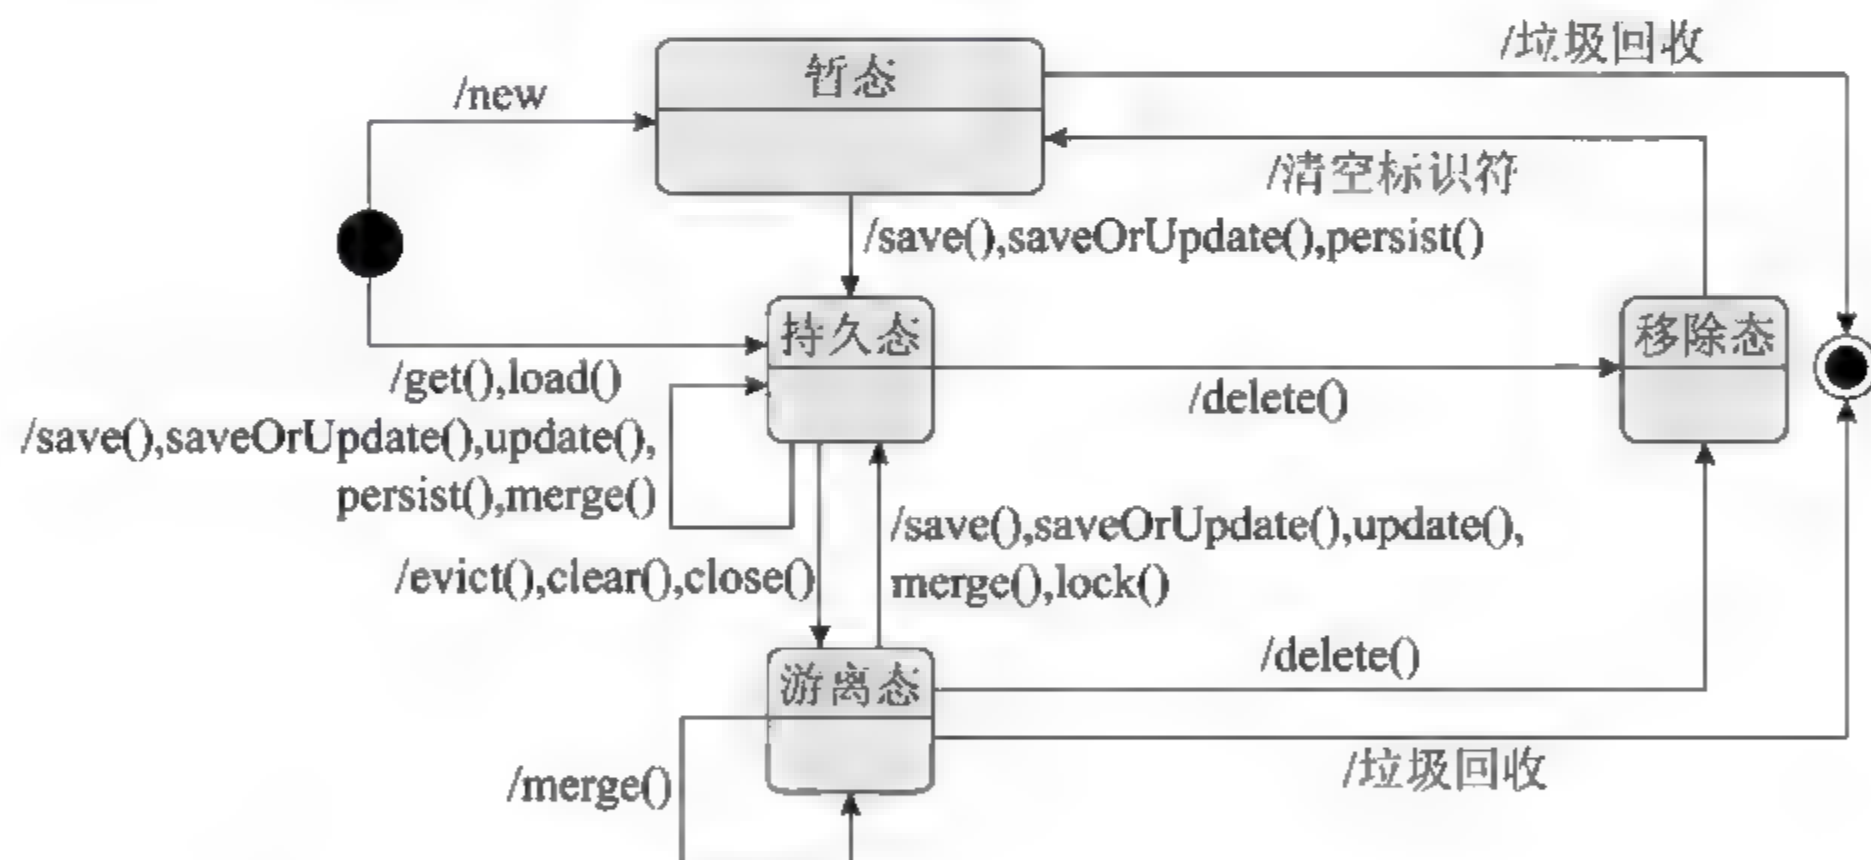 /垃圾回收
暂态
/new
/清空标识符
/save(),saveOrUpdate(),persist()
持久态
移除态
/get(),load()
/delete()
/save(),saveOrUpdate(),update(),
persist(),merge()
/save(),saveOrUpdate(),update(),
merge(),lock()
/evict(),clear(),close()
/delete()
游离态
/垃圾回收
/merge()